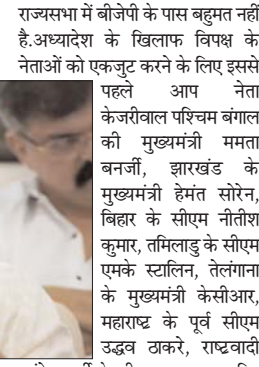 राज्यसभा में बीजेपी के पास बहुमत नहीं
है.अध्यादेश के खिलाफ विपक्ष के
नेताओं को एकजुट करने के लिए इससे
पहले आप नेता
केजरीवाल पश्चिम बंगाल
की मुख्यमंत्री ममता
बनर्जी, झारखंड के
मुख्यमंत्री हेमंत सोरेन,
बिहार के सीएम नीतीश
कुमार, तमिलाडु के सीएम
एमके स्टालिन, तेलंगाना
के मुख्यमंत्री केसीआर,
महाराष्ट्र के पूर्व सीएम
उद्धव ठाकरे, राष्ट्रवादी